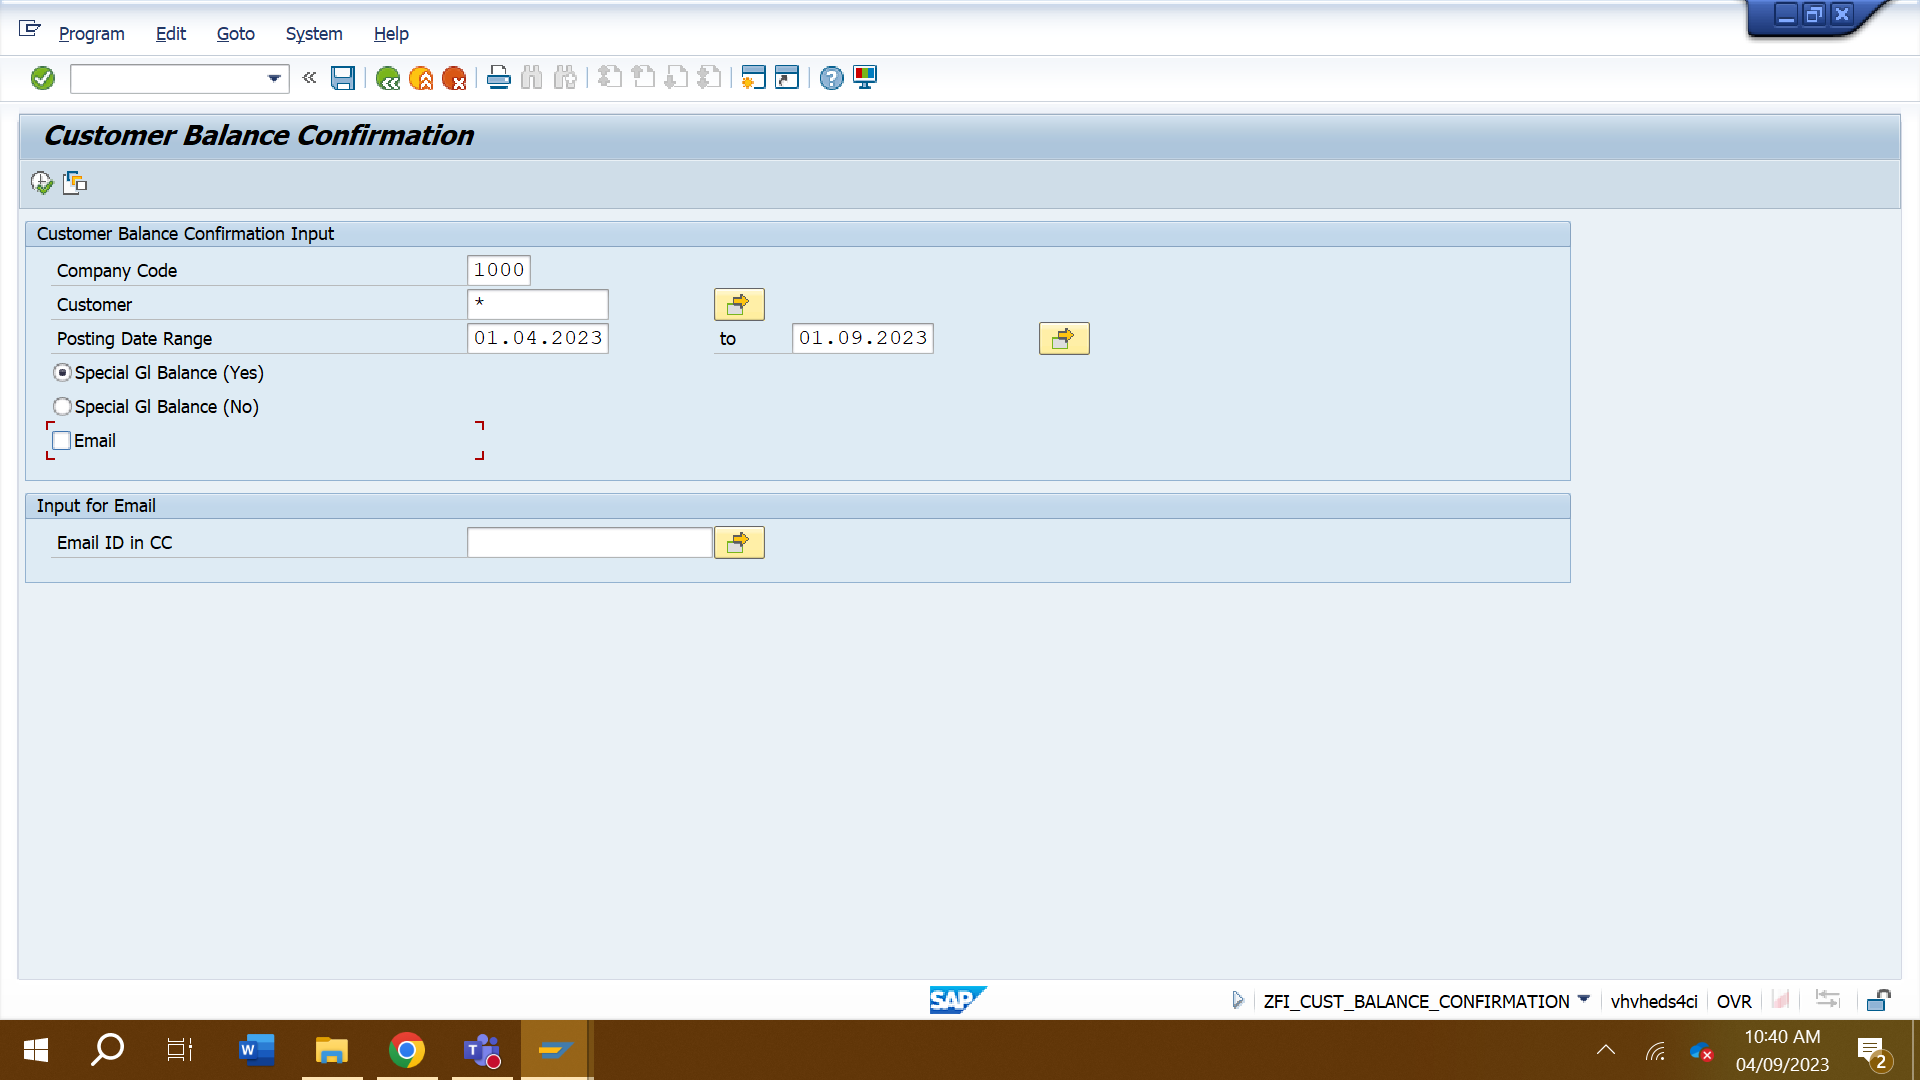 Program Edit Goto System Help
Customer Balance Confirmation
Customer Balance Confirmation Input
Company Code 1000
Customer *
Posting Date Range 01.04.2023 to 01.09.2023
Special Gl Balance (Yes)
Special Gl Balance (No)
Email
Input for Email
Email ID in CC
SAP ZFI_CUST_BALANCE_CONFIRMATION vhvheds4ci OVR
10:40 AM
04/09/2023
2